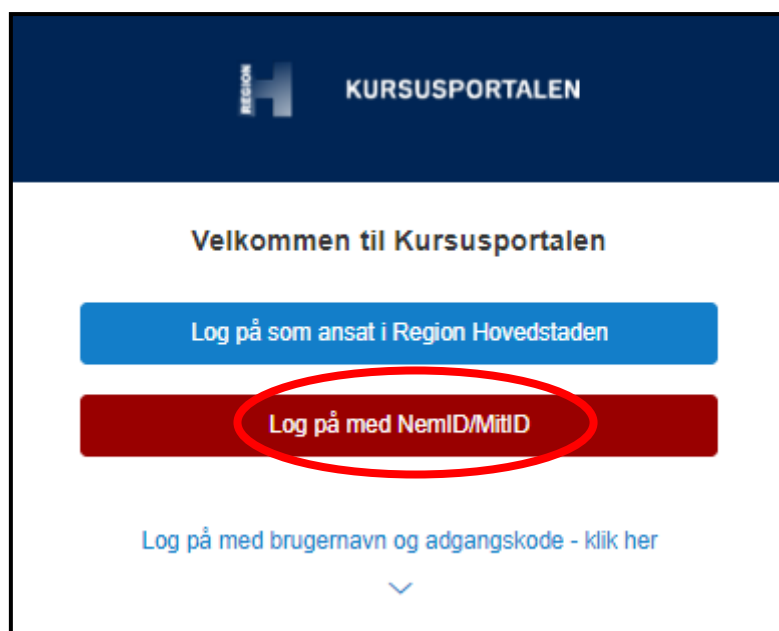 REGION H KURSUSPORTALEN
Velkommen til Kursusportalen
Log på som ansat i Region Hovedstaden
Log på med NemID/MitID
Log på med brugernavn og adgangskode - klik her